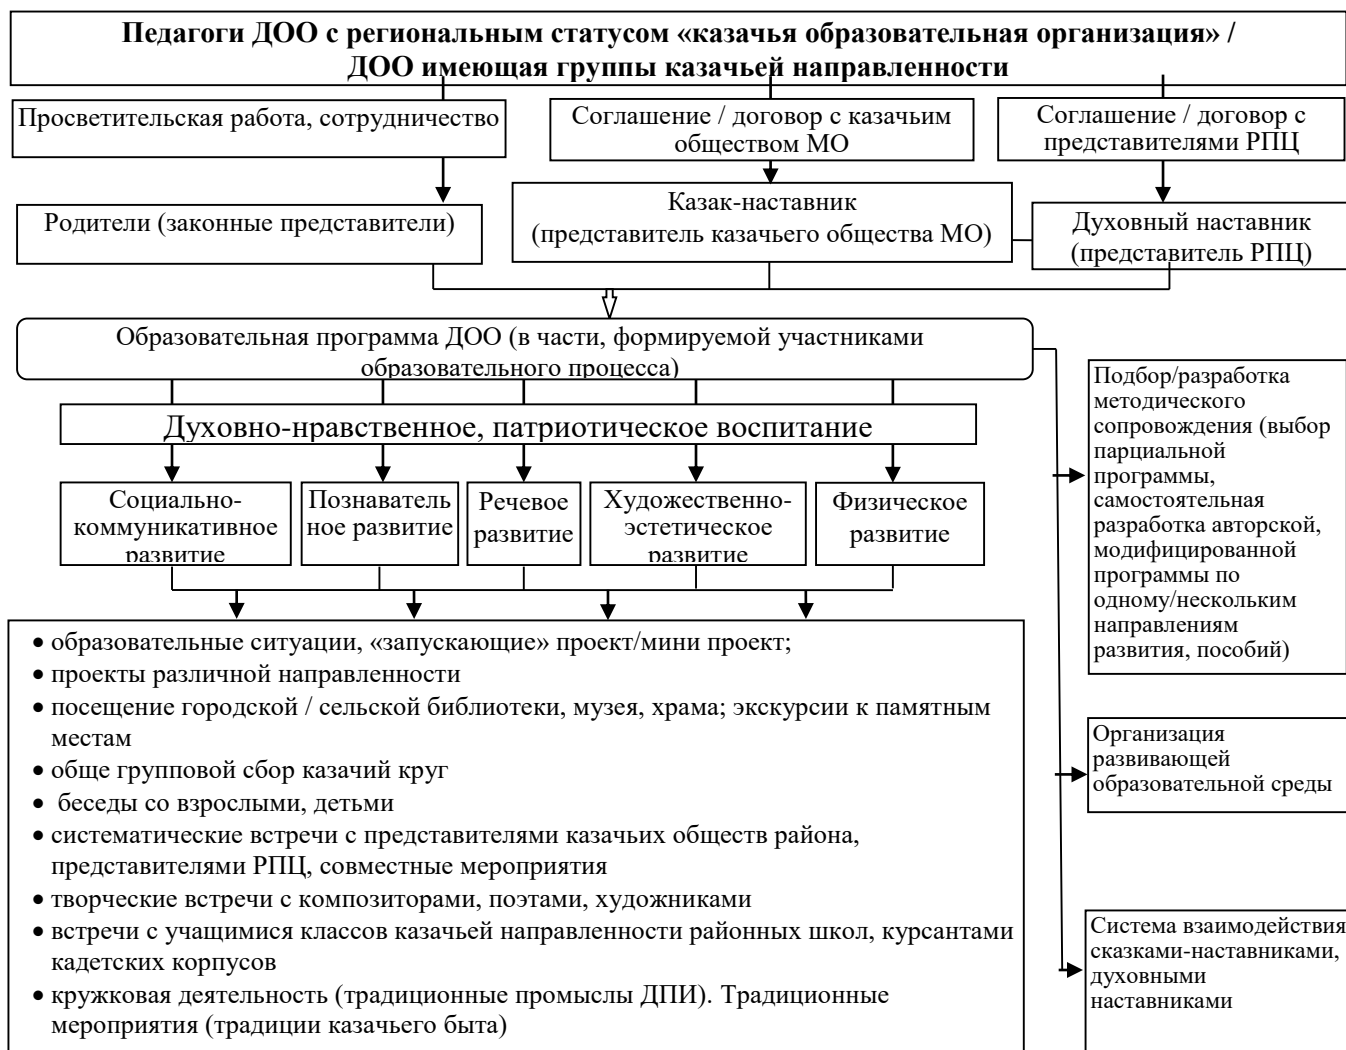 Педагоги ДОО с региональным статусом «казачья образовательная организация» /
ДОО имеющая группы казачьей направленности
Просветительская работа, сотрудничество
Соглашение / договор с казачьим
обществом МО
Соглашение / договор с
представителями РПЦ
Родители (законные представители)
Казак-наставник
(представитель казачьего общества МО)
Духовный наставник
(представитель РПЦ)
Образовательная программа ДОО (в части, формируемой участниками
образовательного процесса)
Духовно-нравственное, патриотическое воспитание
Социально-
коммуникативное
развитие
Познаватель
ное развитие
Речевое
развитие
Художественно-
эстетическое
развитие
Физическое
развитие
• образовательные ситуации, «запускающие» проект/мини проект;
• проекты различной направленности
• посещение городской / сельской библиотеки, музея, храма; экскурсии к памятным
местам
• обще групповой сбор казачий круг
• беседы со взрослыми, детьми
• систематические встречи с представителями казачьих обществ района,
представителями РПЦ, совместные мероприятия
• творческие встречи с композиторами, поэтами, художниками
• встречи с учащимися классов казачьей направленности районных школ, курсантами
кадетских корпусов
• кружковая деятельность (традиционные промыслы ДПИ). Традиционные
мероприятия (традиции казачьего быта)
Подбор/разработка
методического
сопровождения (выбор
парциальной
программы,
самостоятельная
разработка авторской,
модифицированной
программы по
одному/нескольким
направлениям
развития, пособий)
Организация
развивающей
образовательной среды
Система взаимодействия
сказками-наставниками,
духовными
наставниками